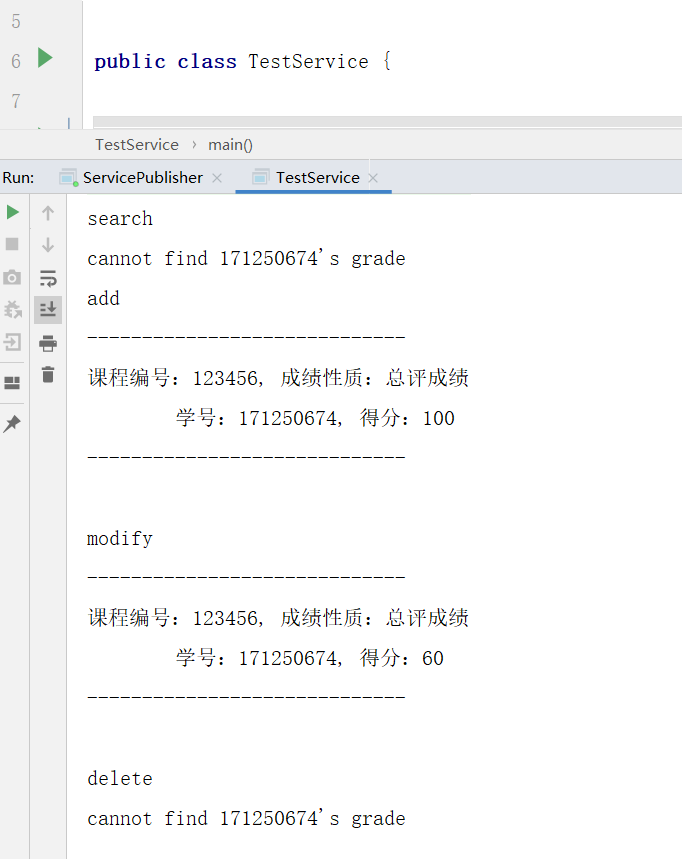 5
6 public class TestService {
7
TestService › main()
Run: ServicePublisher × TestService ×
search
cannot find 171250674's grade
add
-----------------------------
课程编号：123456, 成绩性质：总评成绩
学号：171250674, 得分：100
-----------------------------
modify
-----------------------------
课程编号：123456, 成绩性质：总评成绩
学号：171250674, 得分：60
-----------------------------
delete
cannot find 171250674's grade